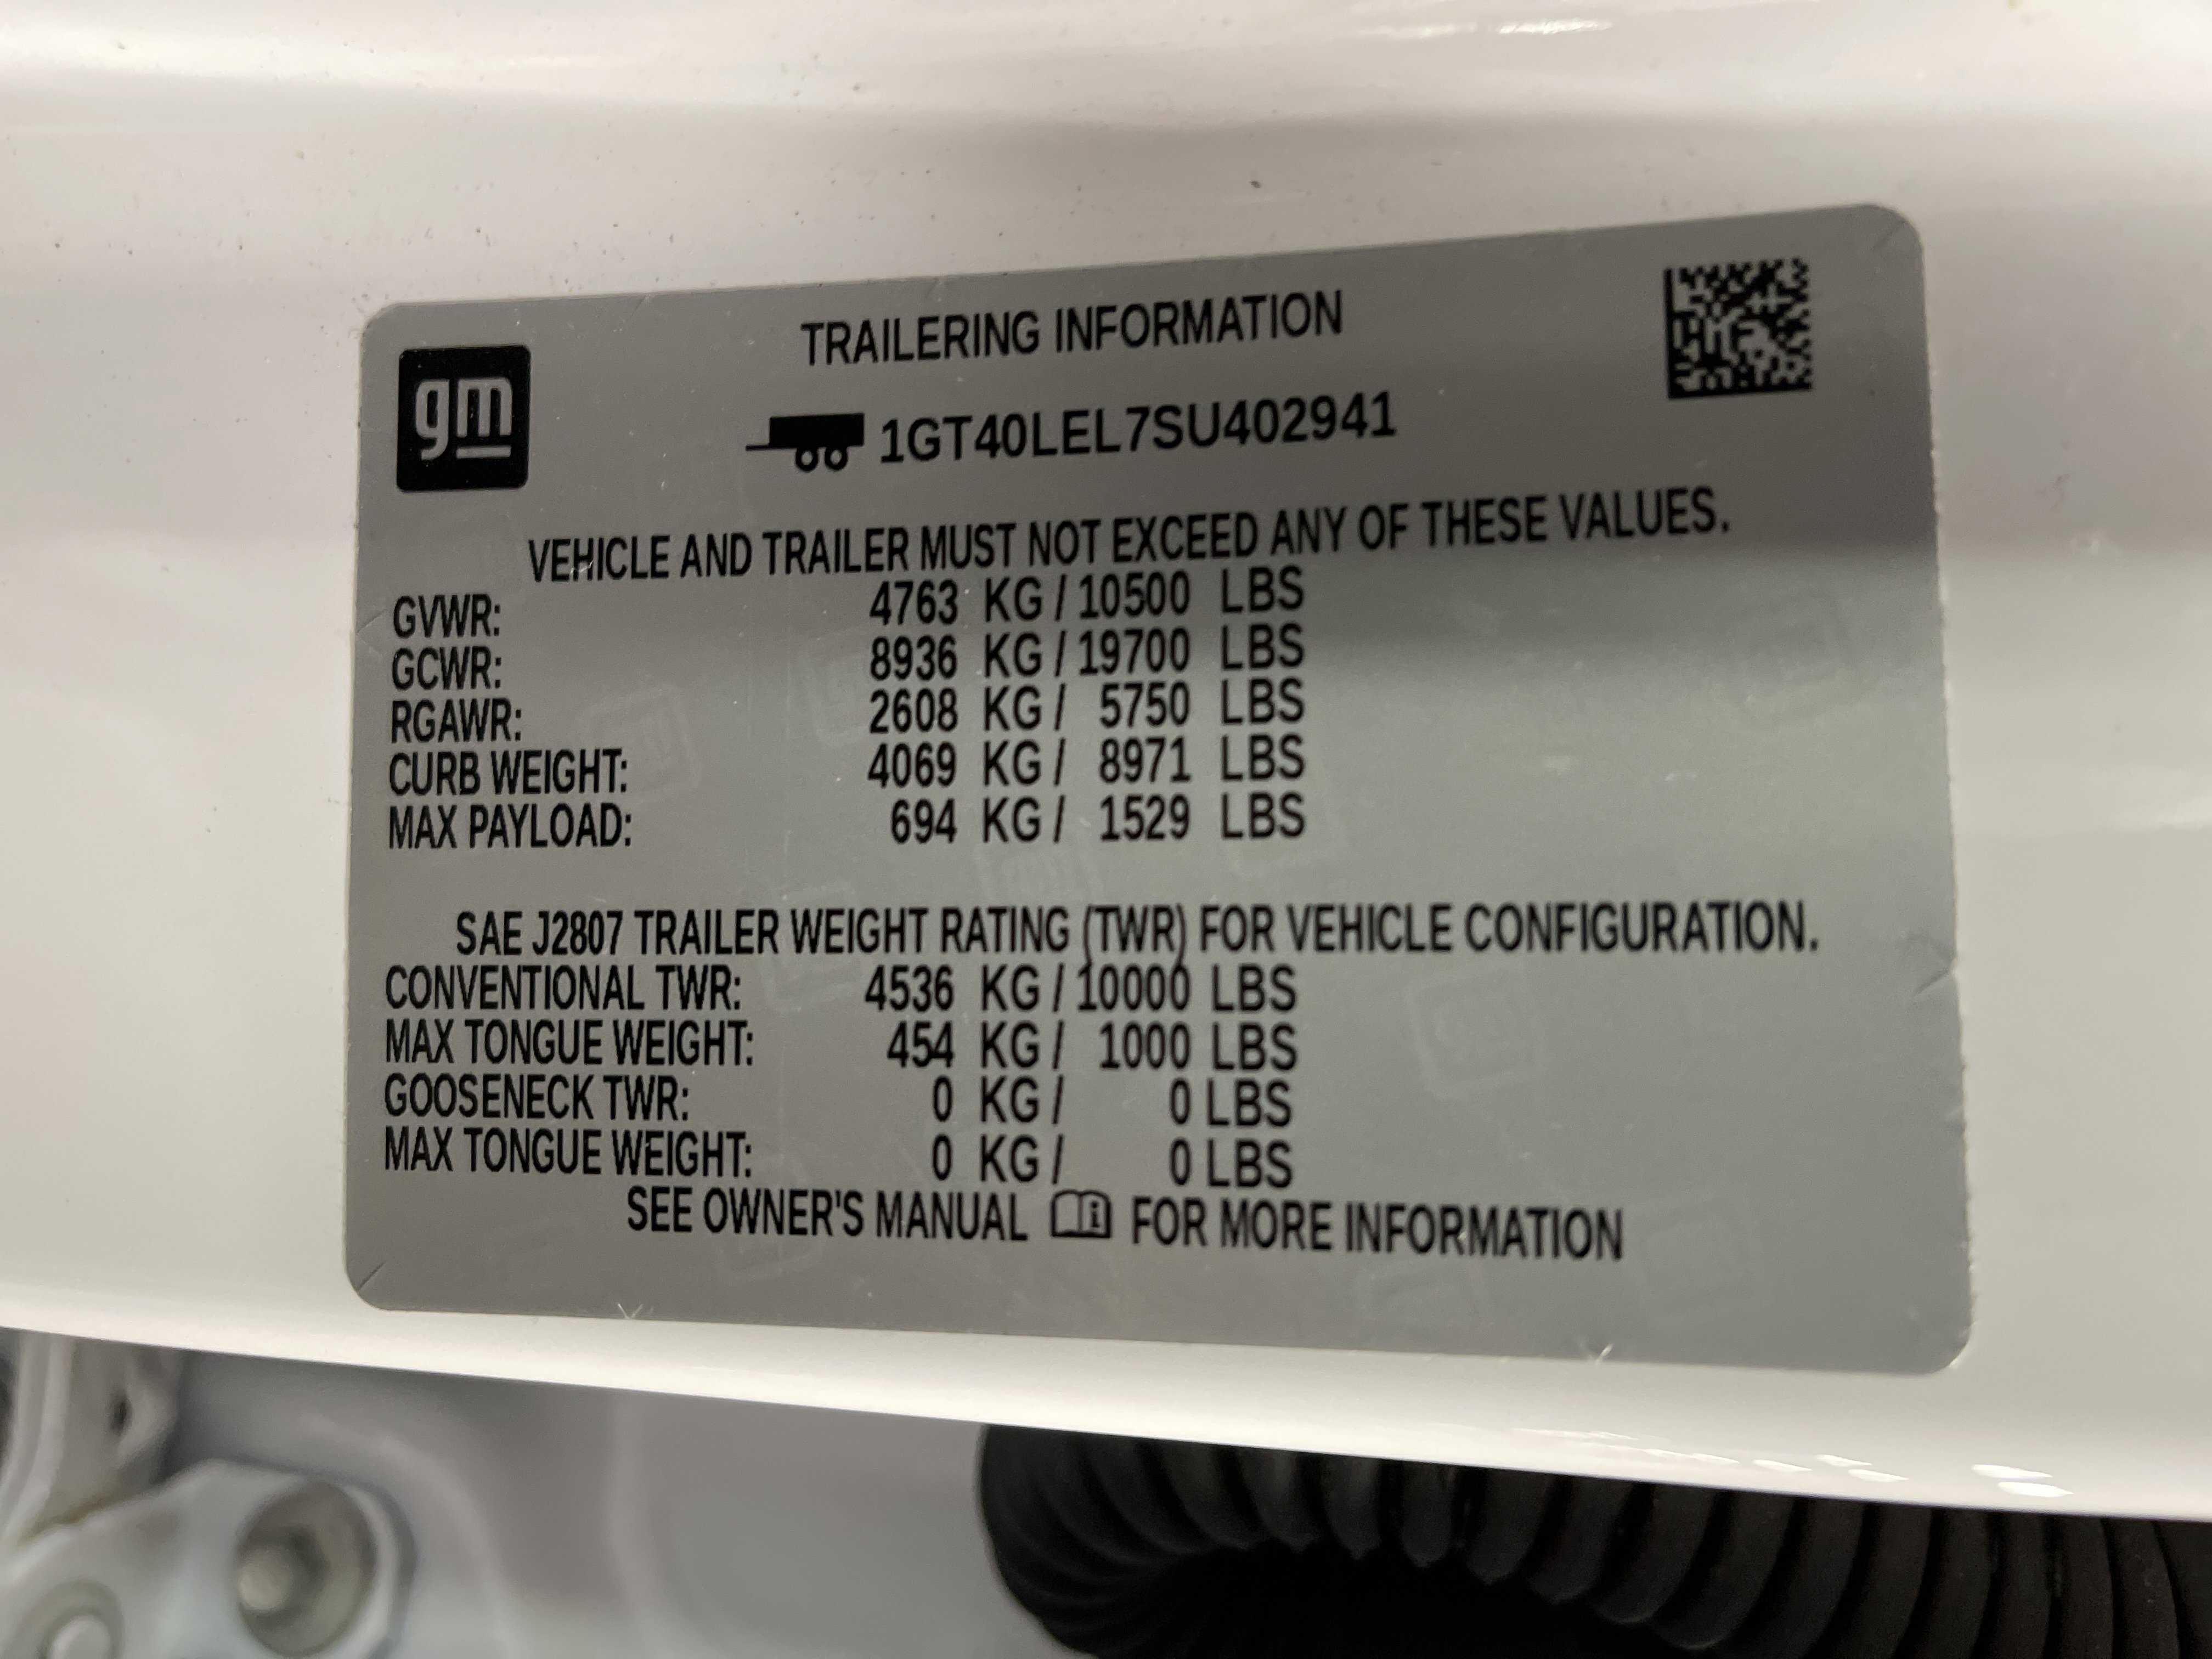 gm
TRAILERING INFORMATION
1GT40LEL7SU402941
VEHICLE AND TRAILER MUST NOT EXCEED ANY OF THESE VALUES.
GVWR: 4763 KG / 10500 LBS
GCWR: 8936 KG / 19700 LBS
RGAWR: 2608 KG / 5750 LBS
CURB WEIGHT: 4069 KG / 8971 LBS
MAX PAYLOAD: 694 KG / 1529 LBS
SAE J2807 TRAILER WEIGHT RATING (TWR) FOR VEHICLE CONFIGURATION.
CONVENTIONAL TWR: 4536 KG / 10000 LBS
MAX TONGUE WEIGHT: 454 KG / 1000 LBS
GOOSENECK TWR: 0 KG / 0 LBS
MAX TONGUE WEIGHT: 0 KG / 0 LBS
SEE OWNER'S MANUAL i FOR MORE INFORMATION